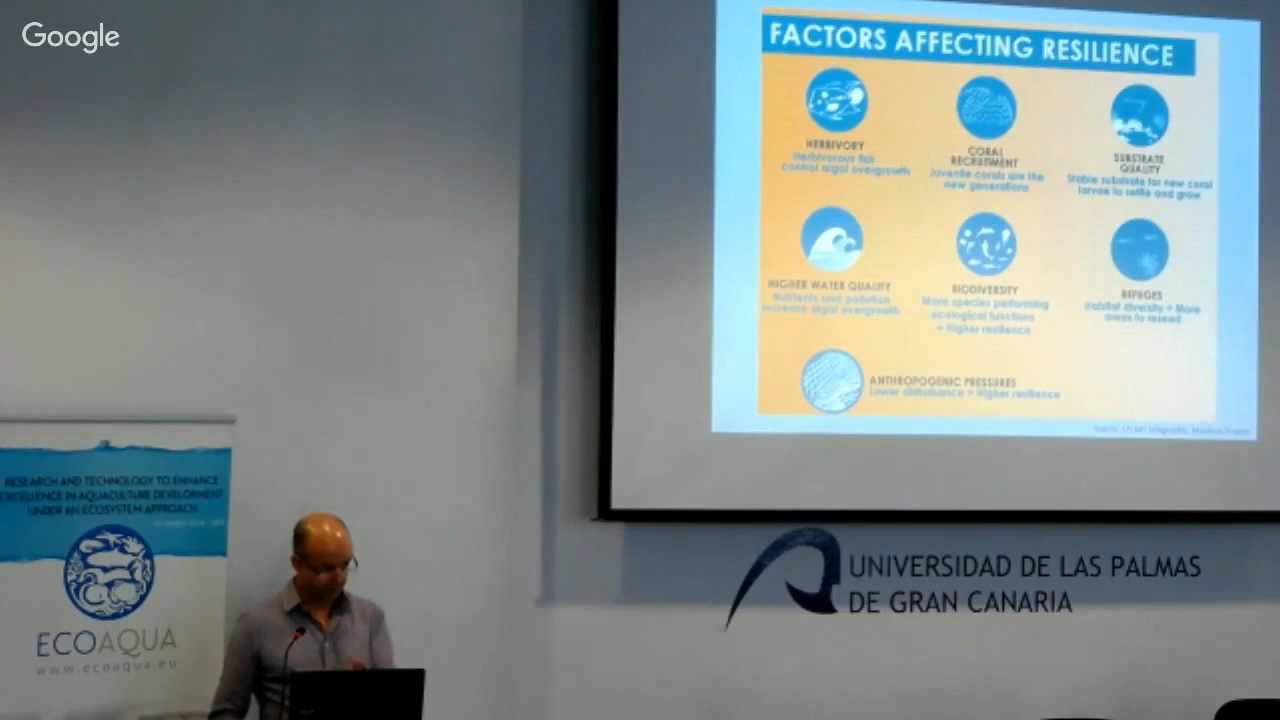 Google
FACTORS AFFECTING RESILIENCE
HERBIVORY
Herbivorous fish
control algal overgrowth
CORAL
RECRUITMENT
Juvenile corals are the
new generations
SUBSTRATE
QUALITY
Stable substrate for new coral
larvae to settle and grow
HIGHER WATER QUALITY
Nutrients and pollution
increase algal overgrowth
BIODIVERSITY
More species performing
ecological functions
= Higher resilience
REFUGES
Habitat diversity = More
areas to reseed
ANTHROPOGENIC PRESSURES
Lower disturbance = Higher resilience
RESEARCH AND TECHNOLOGY TO ENHANCE
EXCELLENCE IN AQUACULTURE DEVELOPMENT
UNDER AN ECOSYSTEM APPROACH
ECOAQUA
www.ecoaqua.eu
UNIVERSIDAD DE LAS PALMAS
DE GRAN CANARIA